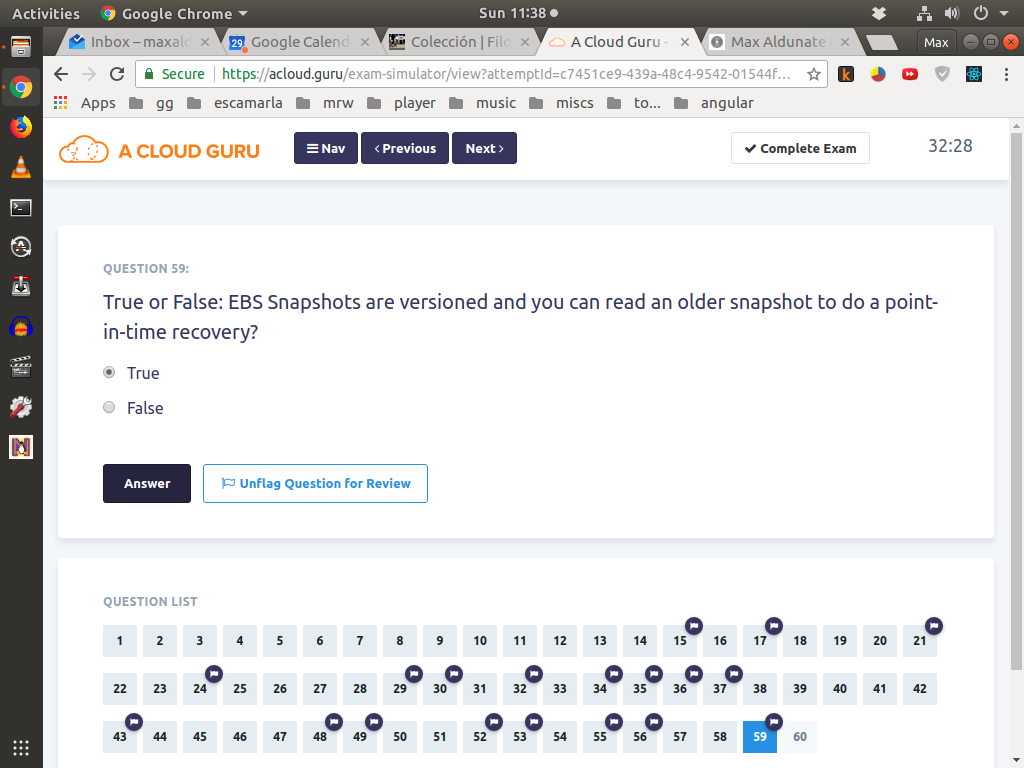 Activities Google Chrome Sun 11:38
Inbox – maxald Google Calend Colección | Filo A Cloud Guru - Max Aldunate Max
Secure https://acloud.guru/exam-simulator/view?attemptId=c7451ce9-439a-48c4-9542-01544f...
Apps gg escamarla mrw player music miscs to... angular
A CLOUD GURU Nav Previous Next Complete Exam 32:28
QUESTION 59:
True or False: EBS Snapshots are versioned and you can read an older snapshot to do a point-
in-time recovery?
True
False
Answer Unflag Question for Review
QUESTION LIST
1 2 3 4 5 6 7 8 9 10 11 12 13 14 15 16 17 18 19 20 21
22 23 24 25 26 27 28 29 30 31 32 33 34 35 36 37 38 39 40 41 42
43 44 45 46 47 48 49 50 51 52 53 54 55 56 57 58 59 60